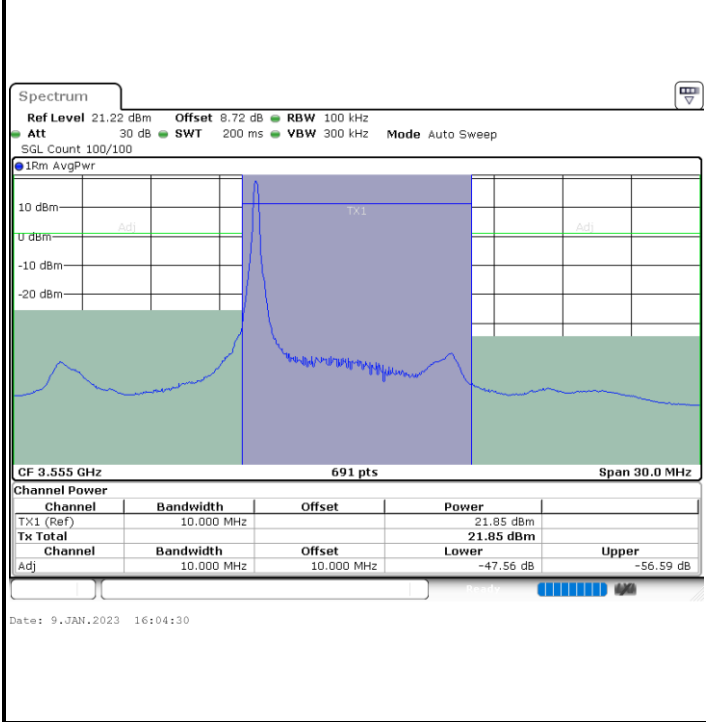 Spectrum
Ref Level 21.22 dBm Offset 8.72 dB RBW 100 kHz
Att 30 dB SWT 200 ms VBW 300 kHz Mode Auto Sweep
SGL Count 100/100
1Rm AvgPwr
10 dBm
TX1
Adj
Adj
0 dBm
-10 dBm
-20 dBm
CF 3.555 GHz 691 pts Span 30.0 MHz
Channel Power
Channel Bandwidth Offset Power
TX1 (Ref) 10.000 MHz 21.85 dBm
Tx Total 21.85 dBm
Channel Bandwidth Offset Lower Upper
Adj 10.000 MHz 10.000 MHz -47.56 dB -56.59 dB
Ready
Date: 9.JAN.2023 16:04:30